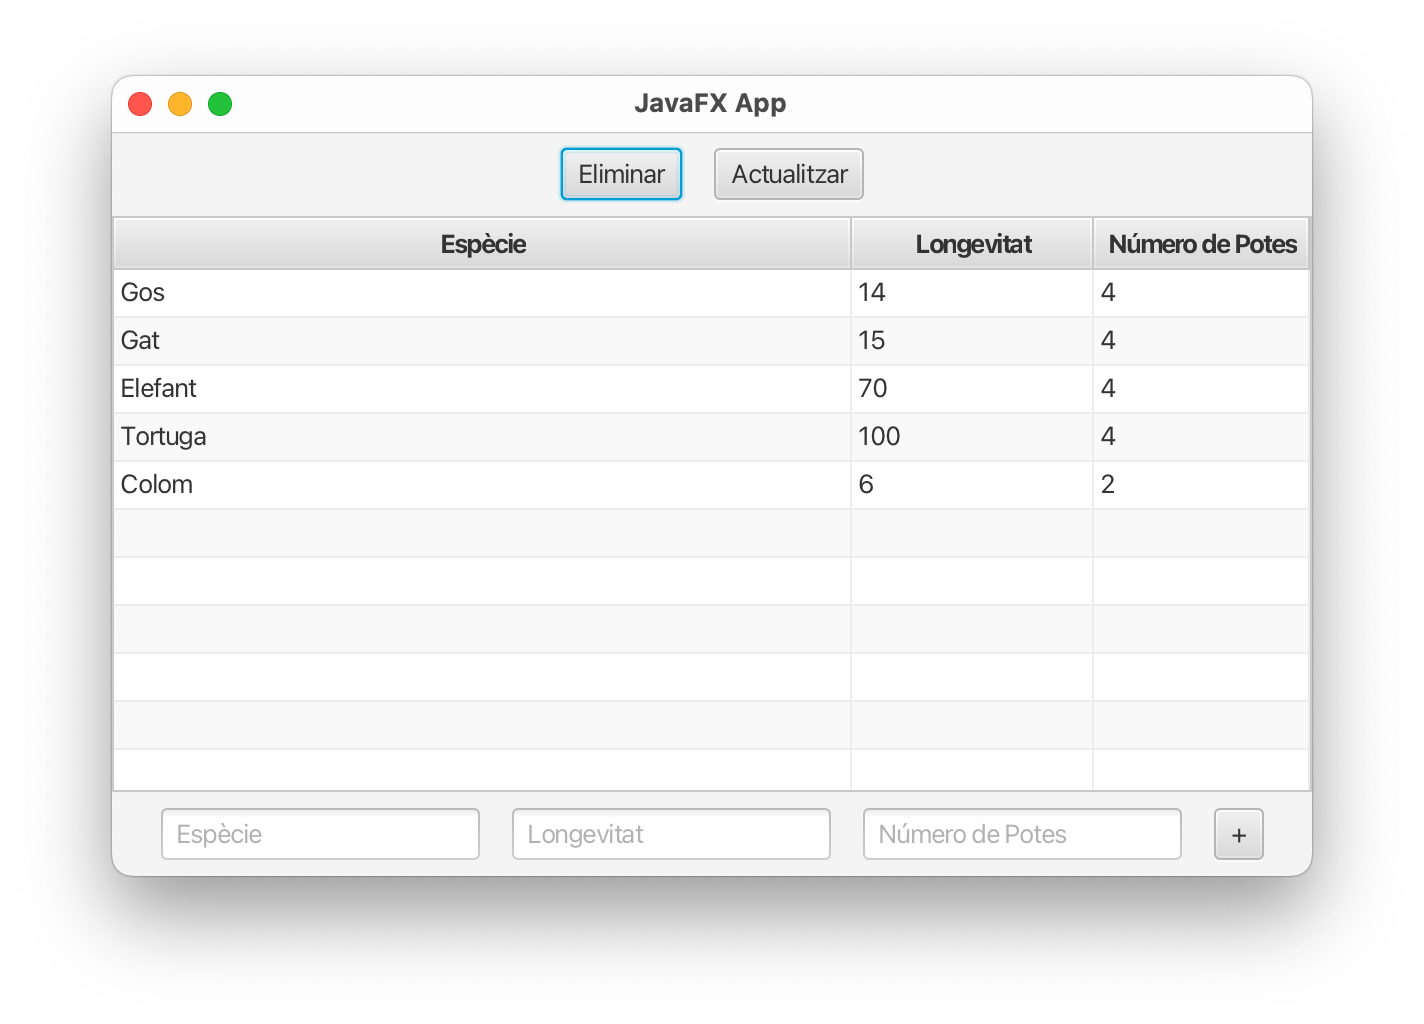 JavaFX App
Eliminar Actualitzar
Espècie Longevitat Número de Potes
Gos 14 4
Gat 15 4
Elefant 70 4
Tortuga 100 4
Colom 6 2
Espècie Longevitat Número de Potes +